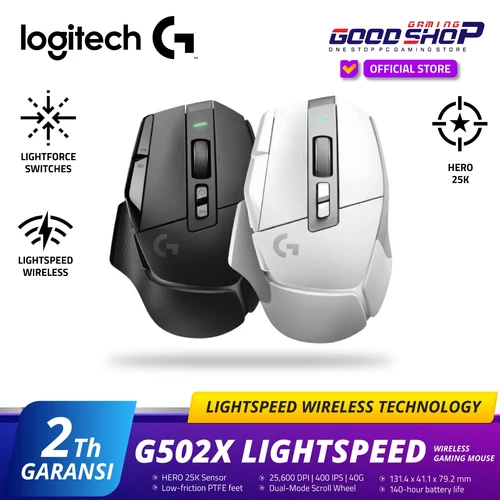 logitech G
GAMING
GOODSHOP
ONE STOP PC GAMING STORE
OFFICIAL STORE
LIGHTFORCE
SWITCHES
HERO
25K
LIGHTSPEED
WIRELESS
G
G
LIGHTSPEED WIRELESS TECHNOLOGY
2Th
GARANSI
G502X LIGHTSPEED
WIRELESS
GAMING MOUSE
HERO 25K Sensor
Low-friction PTFE feet
25,600 DPI | 400 IPS | 40G
Dual-Mode Scroll Wheel
131.4 x 41.1 x 79.2 mm
140-hour battery life